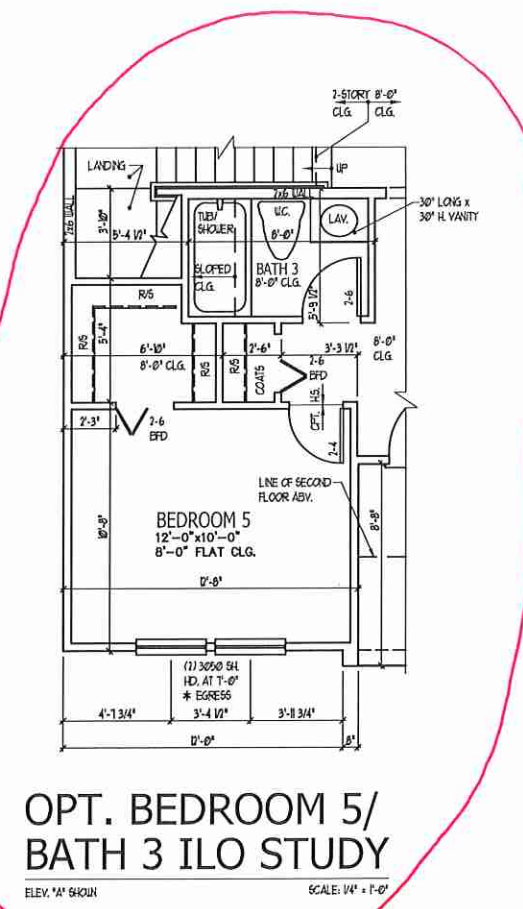 2-STORY 8'-0"
CLG. CLG.
LANDING
UP
2x6 WALL
2x6 WALL
3'-10"
5'-4 1/2"
TUB/
SHOWER
W.C.
6'-0"
LAV.
30" LONG x
30" H. VANITY
SLOPED
CLG.
BATH 3
8'-0" CLG.
5'-9 1/2"
2-6
R/S
R/S
5'-4"
6'-10"
8'-0" CLG.
R/S
R/S
2'-6"
COATS
3'-3 1/2"
2-6
BFD
8'-0"
CLG.
2'-3"
2-6
BFD
CPT. H.S.
2-4
LINE OF SECOND
FLOOR ABV.
BEDROOM 5
12'-0"x10'-0"
8'-0" FLAT CLG.
10'-8"
8'-8"
12'-8"
(2) 3050 SH.
HD. AT 7'-0"
* EGRESS
4'-7 3/4"
3'-4 1/2"
3'-11 3/4"
12'-0"
8"
OPT. BEDROOM 5/
BATH 3 ILO STUDY
ELEV. "A" SHOWN
SCALE: 1/4" = 1'-0"